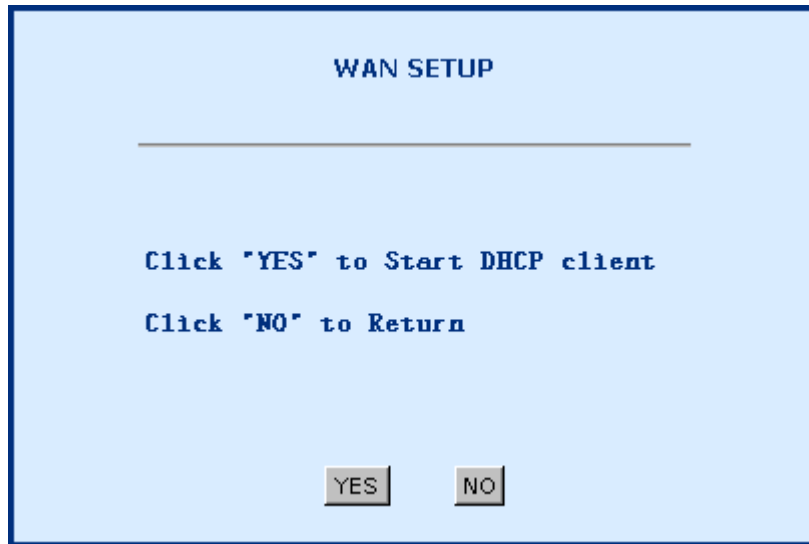 WAN SETUP
Click "YES" to Start DHCP client
Click "NO" to Return
YES
NO